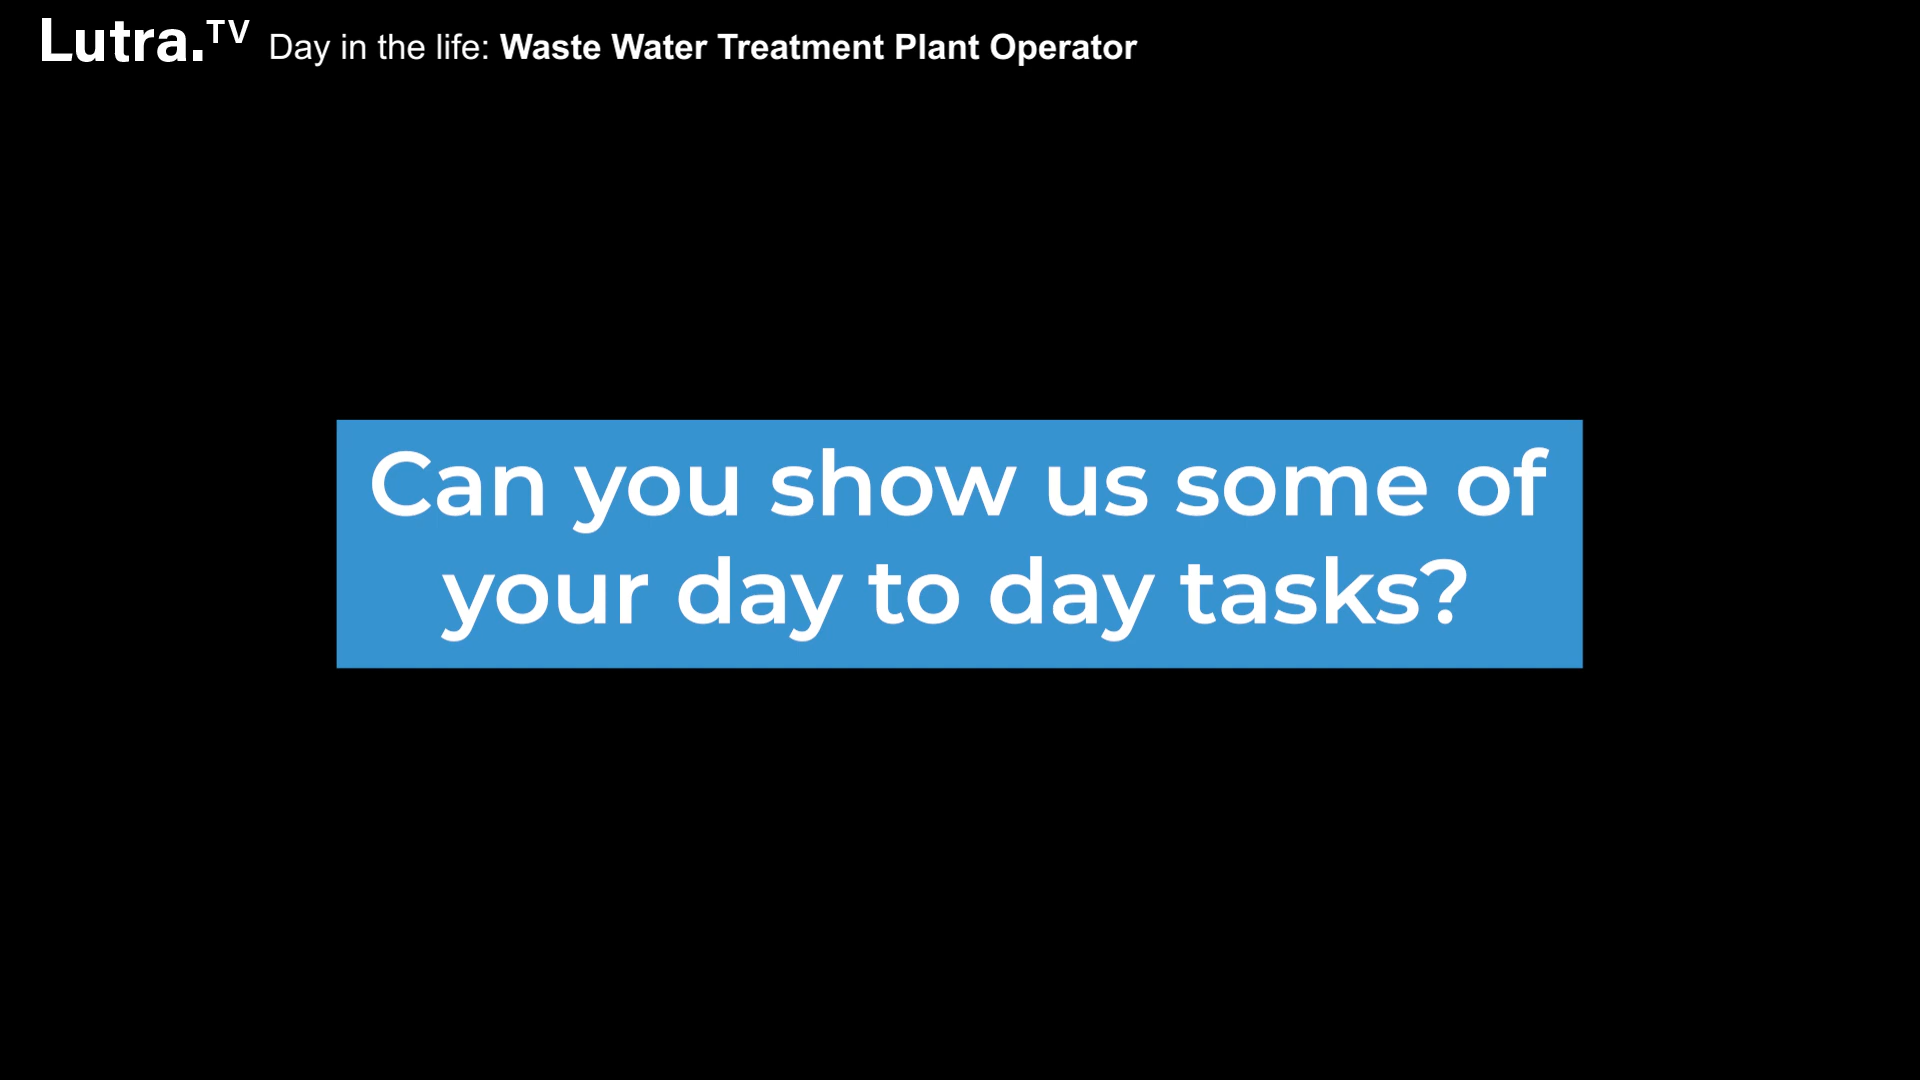 Lutra.TV Day in the life: Waste Water Treatment Plant Operator
Can you show us some of
your day to day tasks?